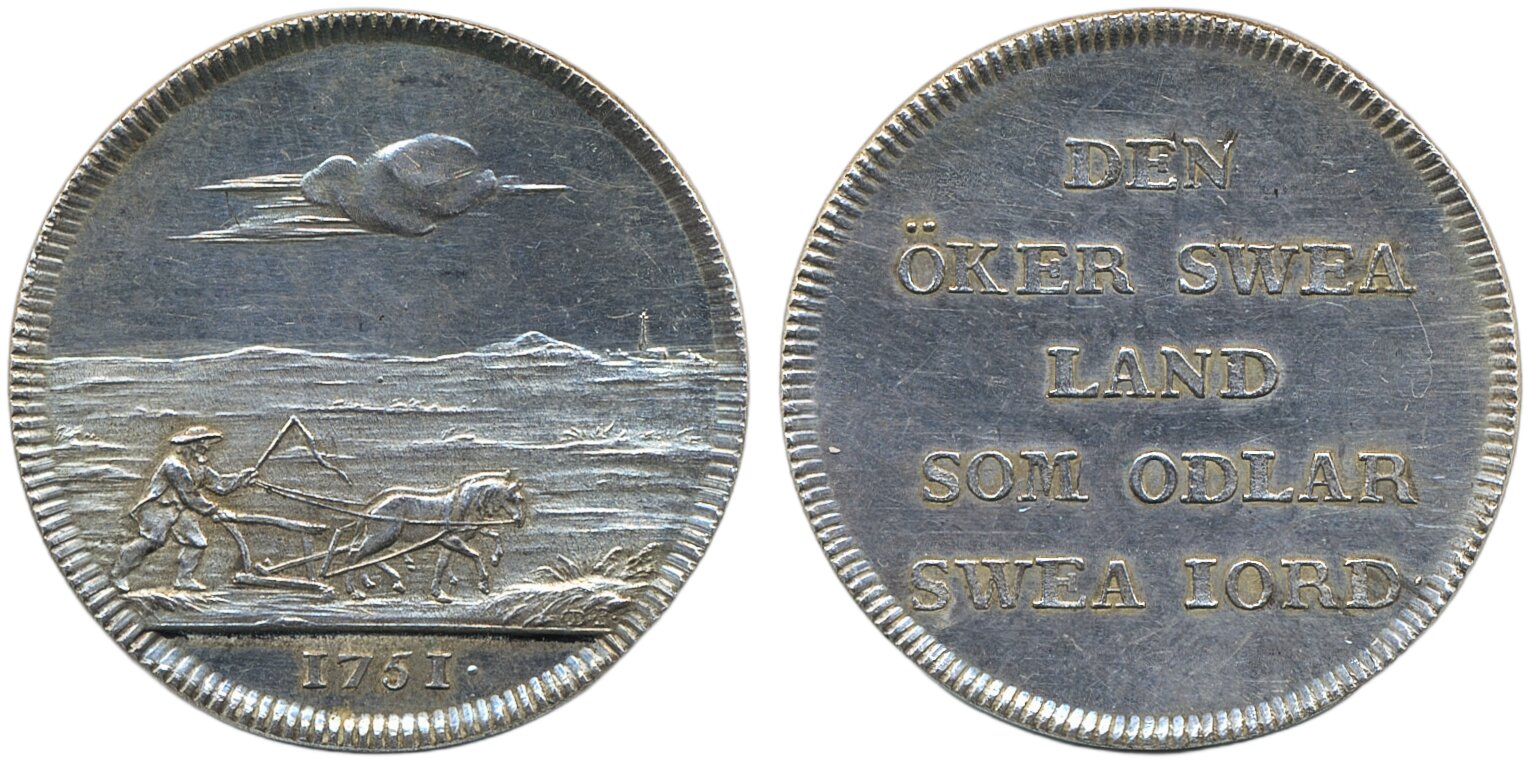 1751.
DEN
ÖKER SWEA
LAND
SOM ODLAR
SWEA IORD